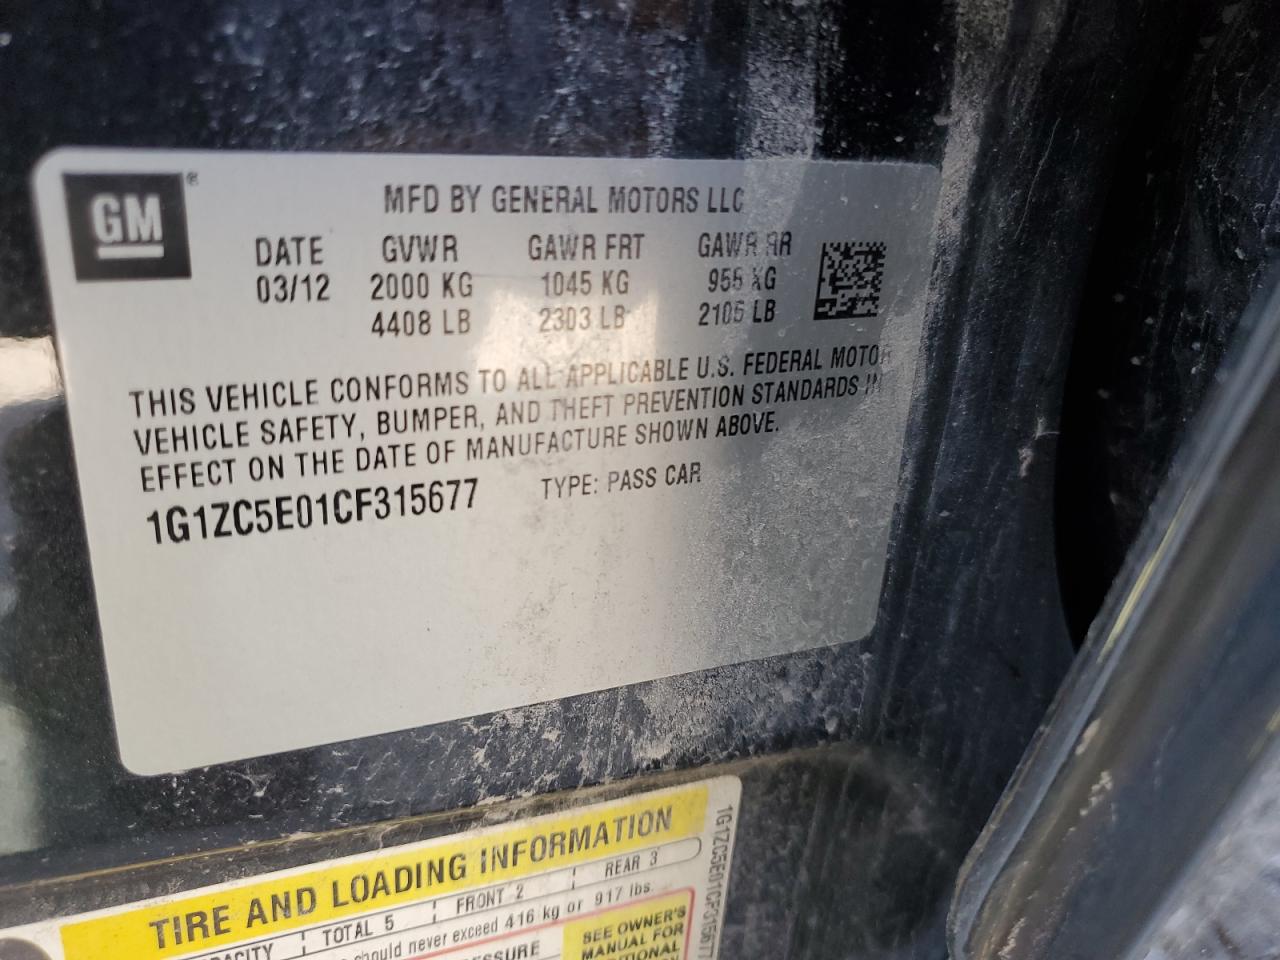 GM®
MFD BY GENERAL MOTORS LLC
DATE GVWR GAWR FRT GAWR RR
03/12 2000 KG 1045 KG 955 KG
4408 LB 2303 LB 2105 LB
THIS VEHICLE CONFORMS TO ALL APPLICABLE U.S. FEDERAL MOTOR
VEHICLE SAFETY, BUMPER, AND THEFT PREVENTION STANDARDS IN
EFFECT ON THE DATE OF MANUFACTURE SHOWN ABOVE.
1G1ZC5E01CF315677 TYPE: PASS CAR
TIRE AND LOADING INFORMATION
TOTAL 5 FRONT 2 REAR 3
should never exceed 416 kg or 917 lbs.
SEE OWNER'S
MANUAL FOR
1G1ZC5E01CF315677